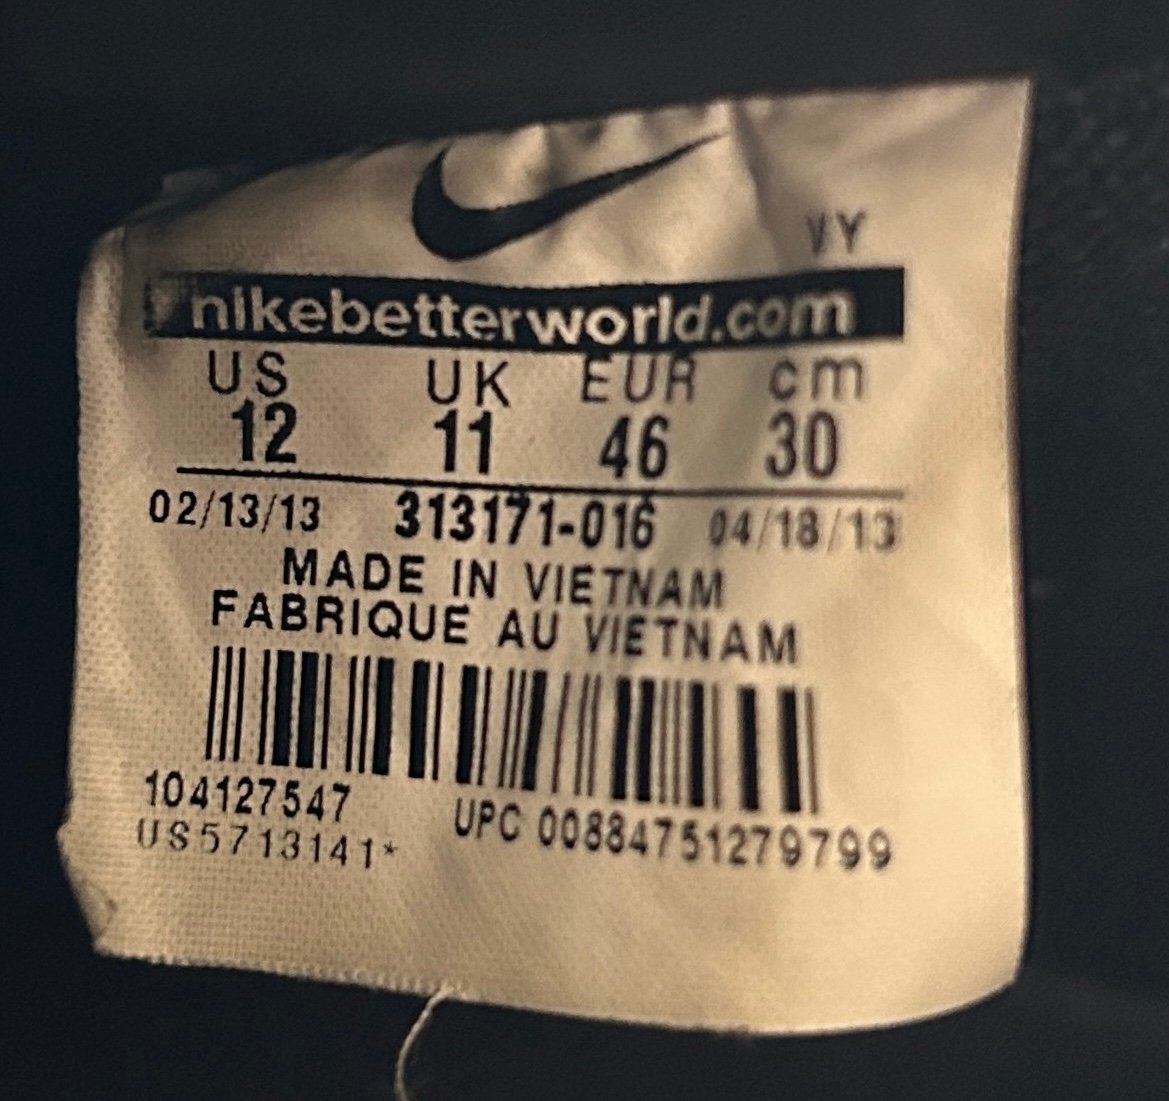 VY
nikebetterworld.com
US UK EUR cm
12 11 46 30
02/13/13 313171-016 04/18/13
MADE IN VIETNAM
FABRIQUE AU VIETNAM
104127547
UPC 00884751279799
US5713141*